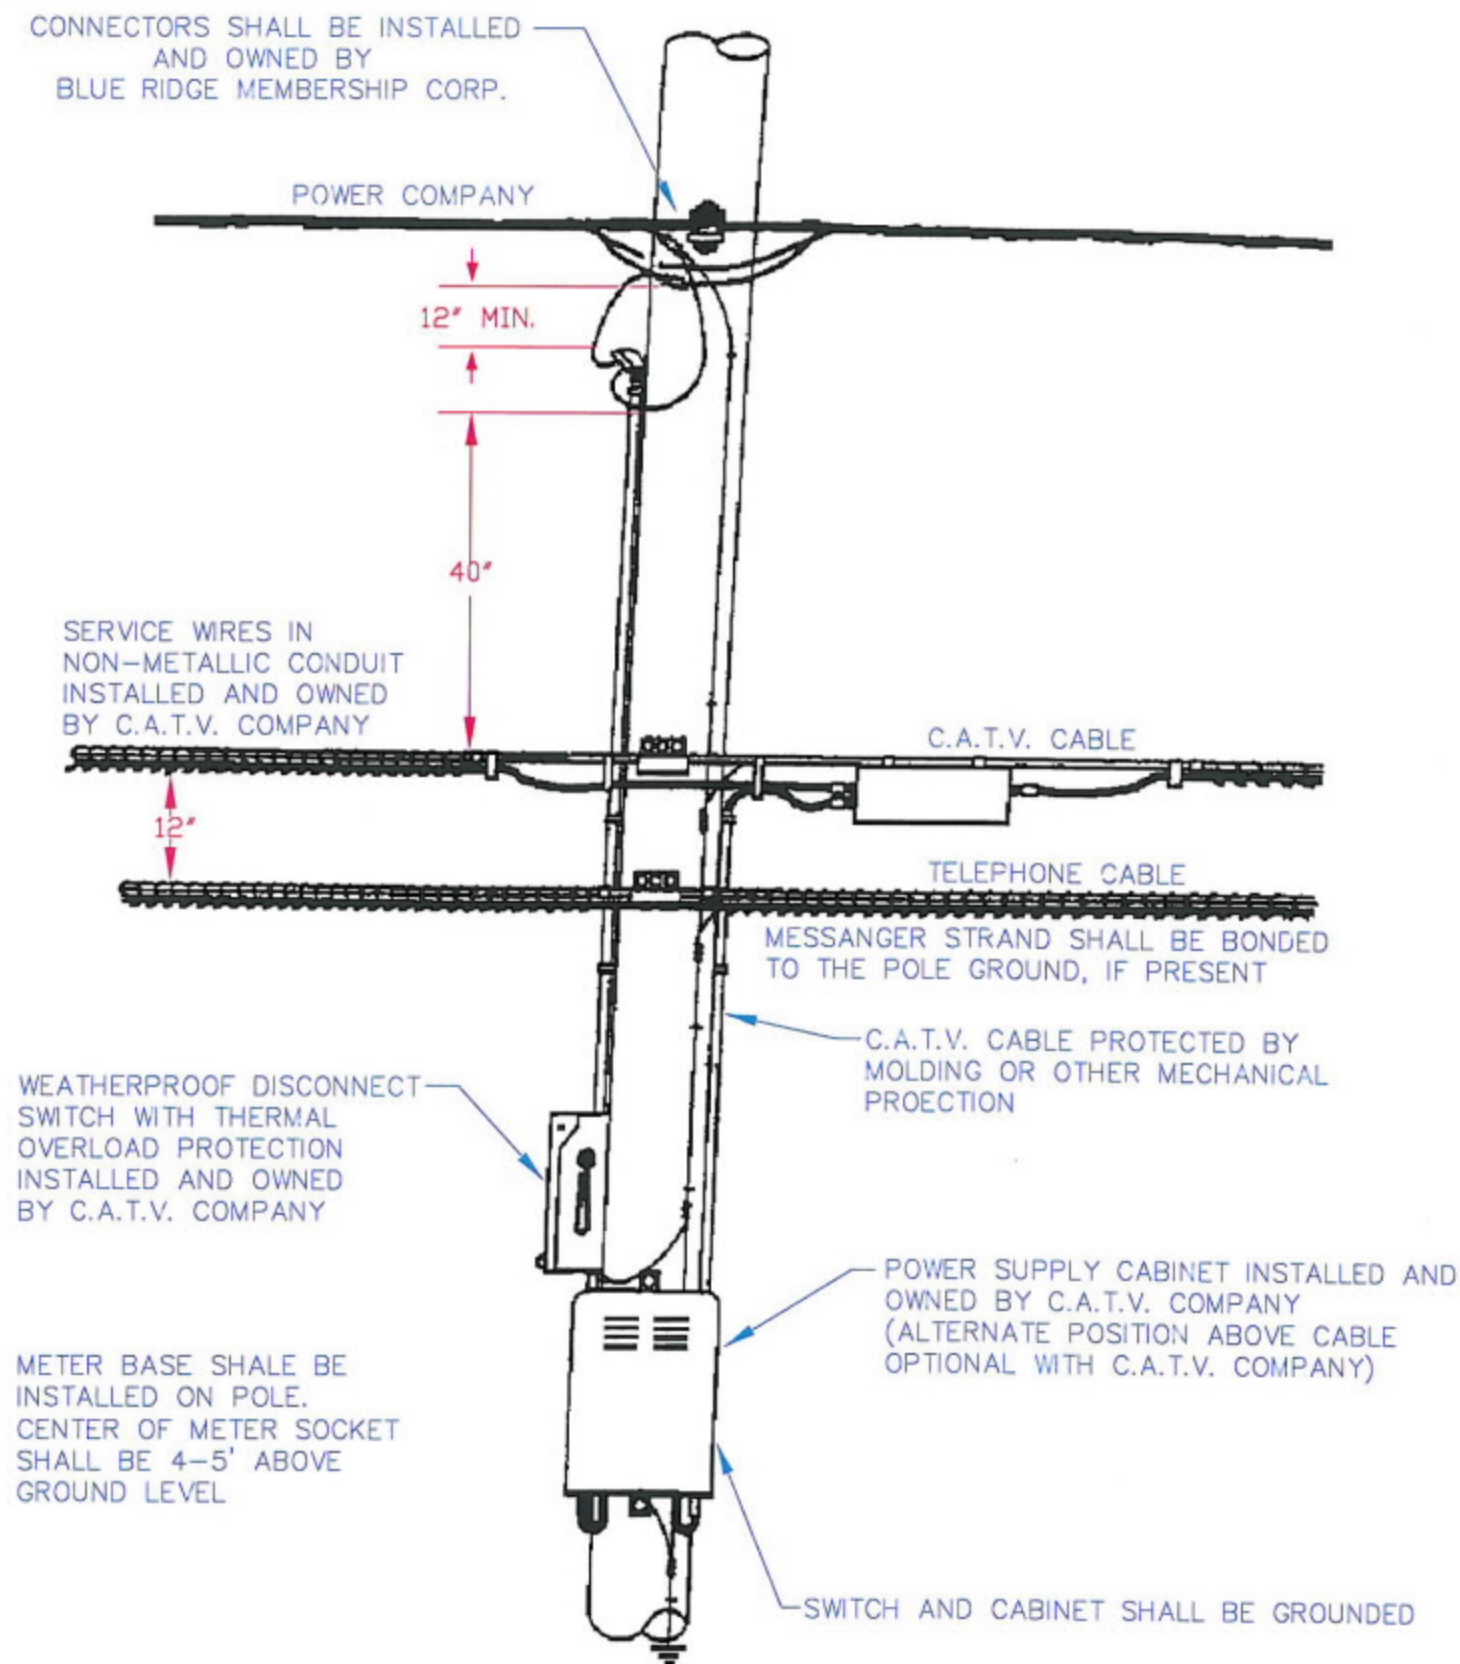 CONNECTORS SHALL BE INSTALLED
AND OWNED BY
BLUE RIDGE MEMBERSHIP CORP.
POWER COMPANY
12" MIN.
40"
SERVICE WIRES IN
NON-METALLIC CONDUIT
INSTALLED AND OWNED
BY C.A.T.V. COMPANY
C.A.T.V. CABLE
12"
TELEPHONE CABLE
MESSANGER STRAND SHALL BE BONDED
TO THE POLE GROUND, IF PRESENT
C.A.T.V. CABLE PROTECTED BY
MOLDING OR OTHER MECHANICAL
PROECTION
WEATHERPROOF DISCONNECT
SWITCH WITH THERMAL
OVERLOAD PROTECTION
INSTALLED AND OWNED
BY C.A.T.V. COMPANY
POWER SUPPLY CABINET INSTALLED AND
OWNED BY C.A.T.V. COMPANY
(ALTERNATE POSITION ABOVE CABLE
OPTIONAL WITH C.A.T.V. COMPANY)
METER BASE SHALE BE
INSTALLED ON POLE.
CENTER OF METER SOCKET
SHALL BE 4-5' ABOVE
GROUND LEVEL
SWITCH AND CABINET SHALL BE GROUNDED